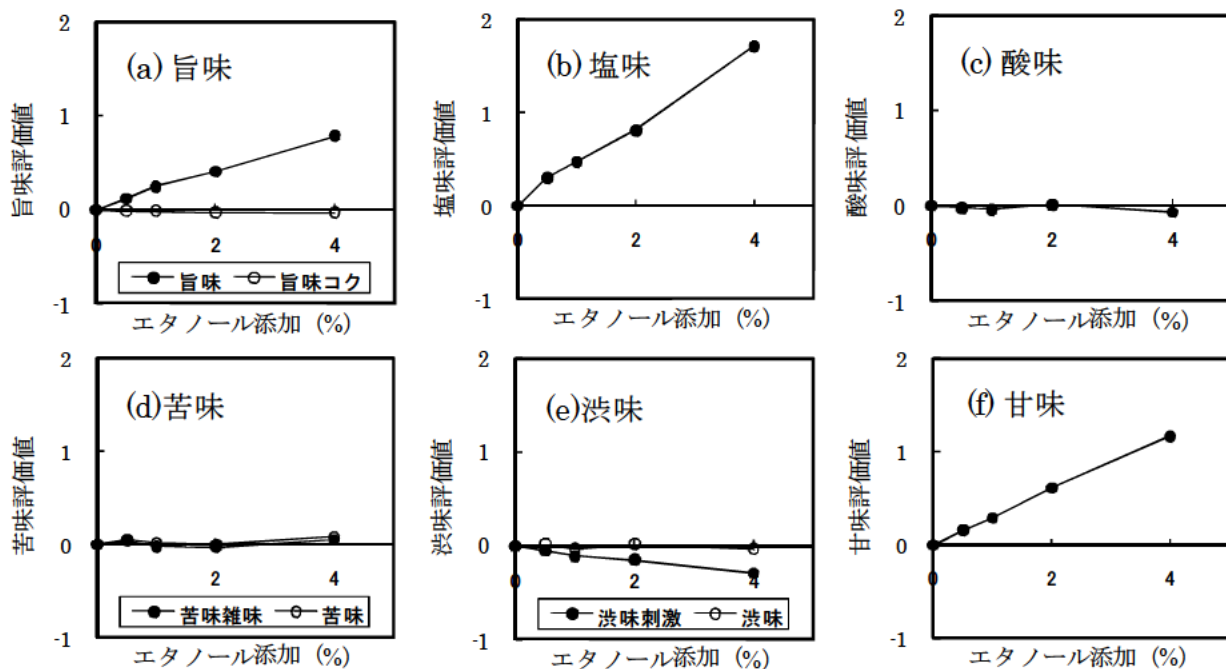 (a) 旨味
旨味評価値
2
1
0
-1
0 2 4
旨味 旨味コク
エタノール添加 (%)
(b) 塩味
塩味評価値
2
1
0
-1
0 2 4
エタノール添加 (%)
(c) 酸味
酸味評価値
2
1
0
-1
0 2 4
エタノール添加 (%)
(d) 苦味
苦味評価値
2
1
0
-1
0 2 4
苦味雑味 苦味
エタノール添加 (%)
(e) 渋味
渋味評価値
2
1
0
-1
0 2 4
渋味刺激 渋味
エタノール添加 (%)
(f) 甘味
甘味評価値
2
1
0
-1
0 2 4
エタノール添加 (%)